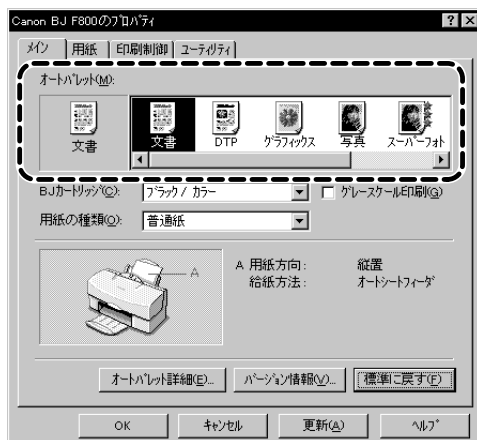 Canon BJ F800のプロパティ
メイン 用紙 印刷制御 ユーティリティ
オートパレット(M):
文書
文書 DTP グラフィックス 写真 スーパーフォト
BJカートリッジ(C): ブラック / カラー グレースケール印刷(G)
用紙の種類(O): 普通紙
A
A 用紙方向: 縦置
給紙方法: オートシートフィーダ
オートパレット詳細(E)... バージョン情報(V)... 標準に戻す(F)
OK キャンセル 更新(A) ヘルプ